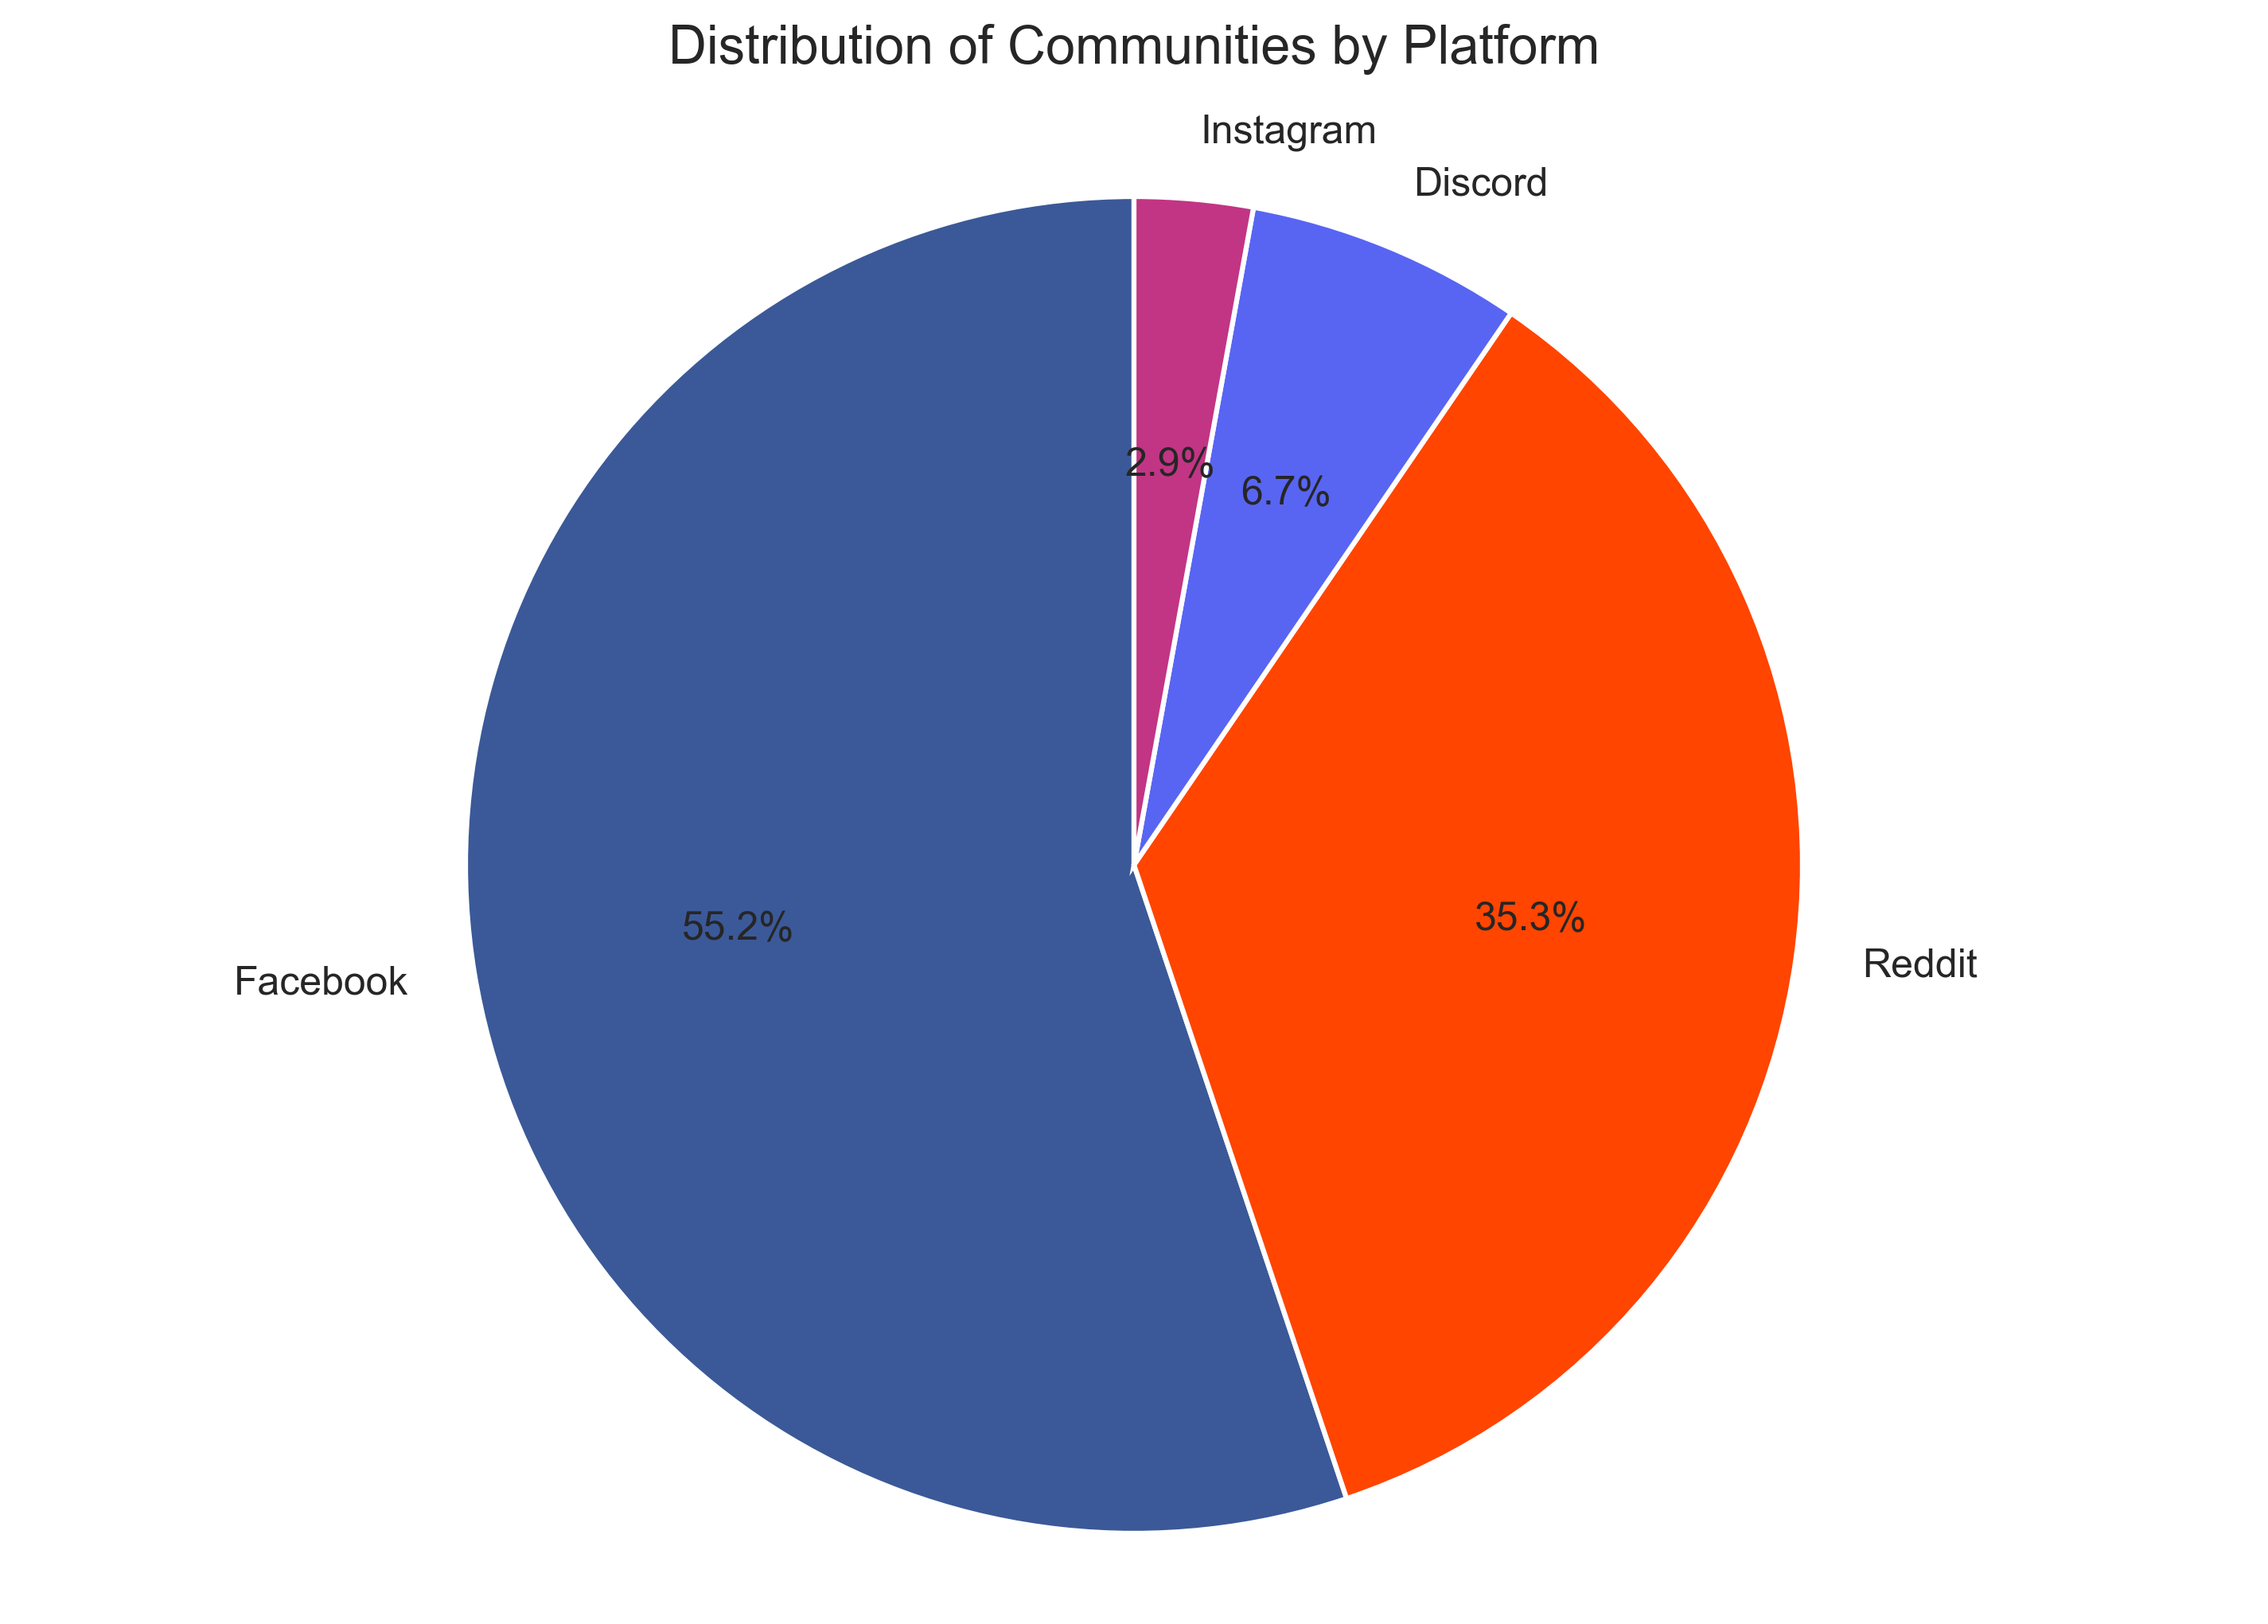 Distribution of Communities by Platform
Instagram
Discord
2.9%
6.7%
55.2%
35.3%
Facebook
Reddit